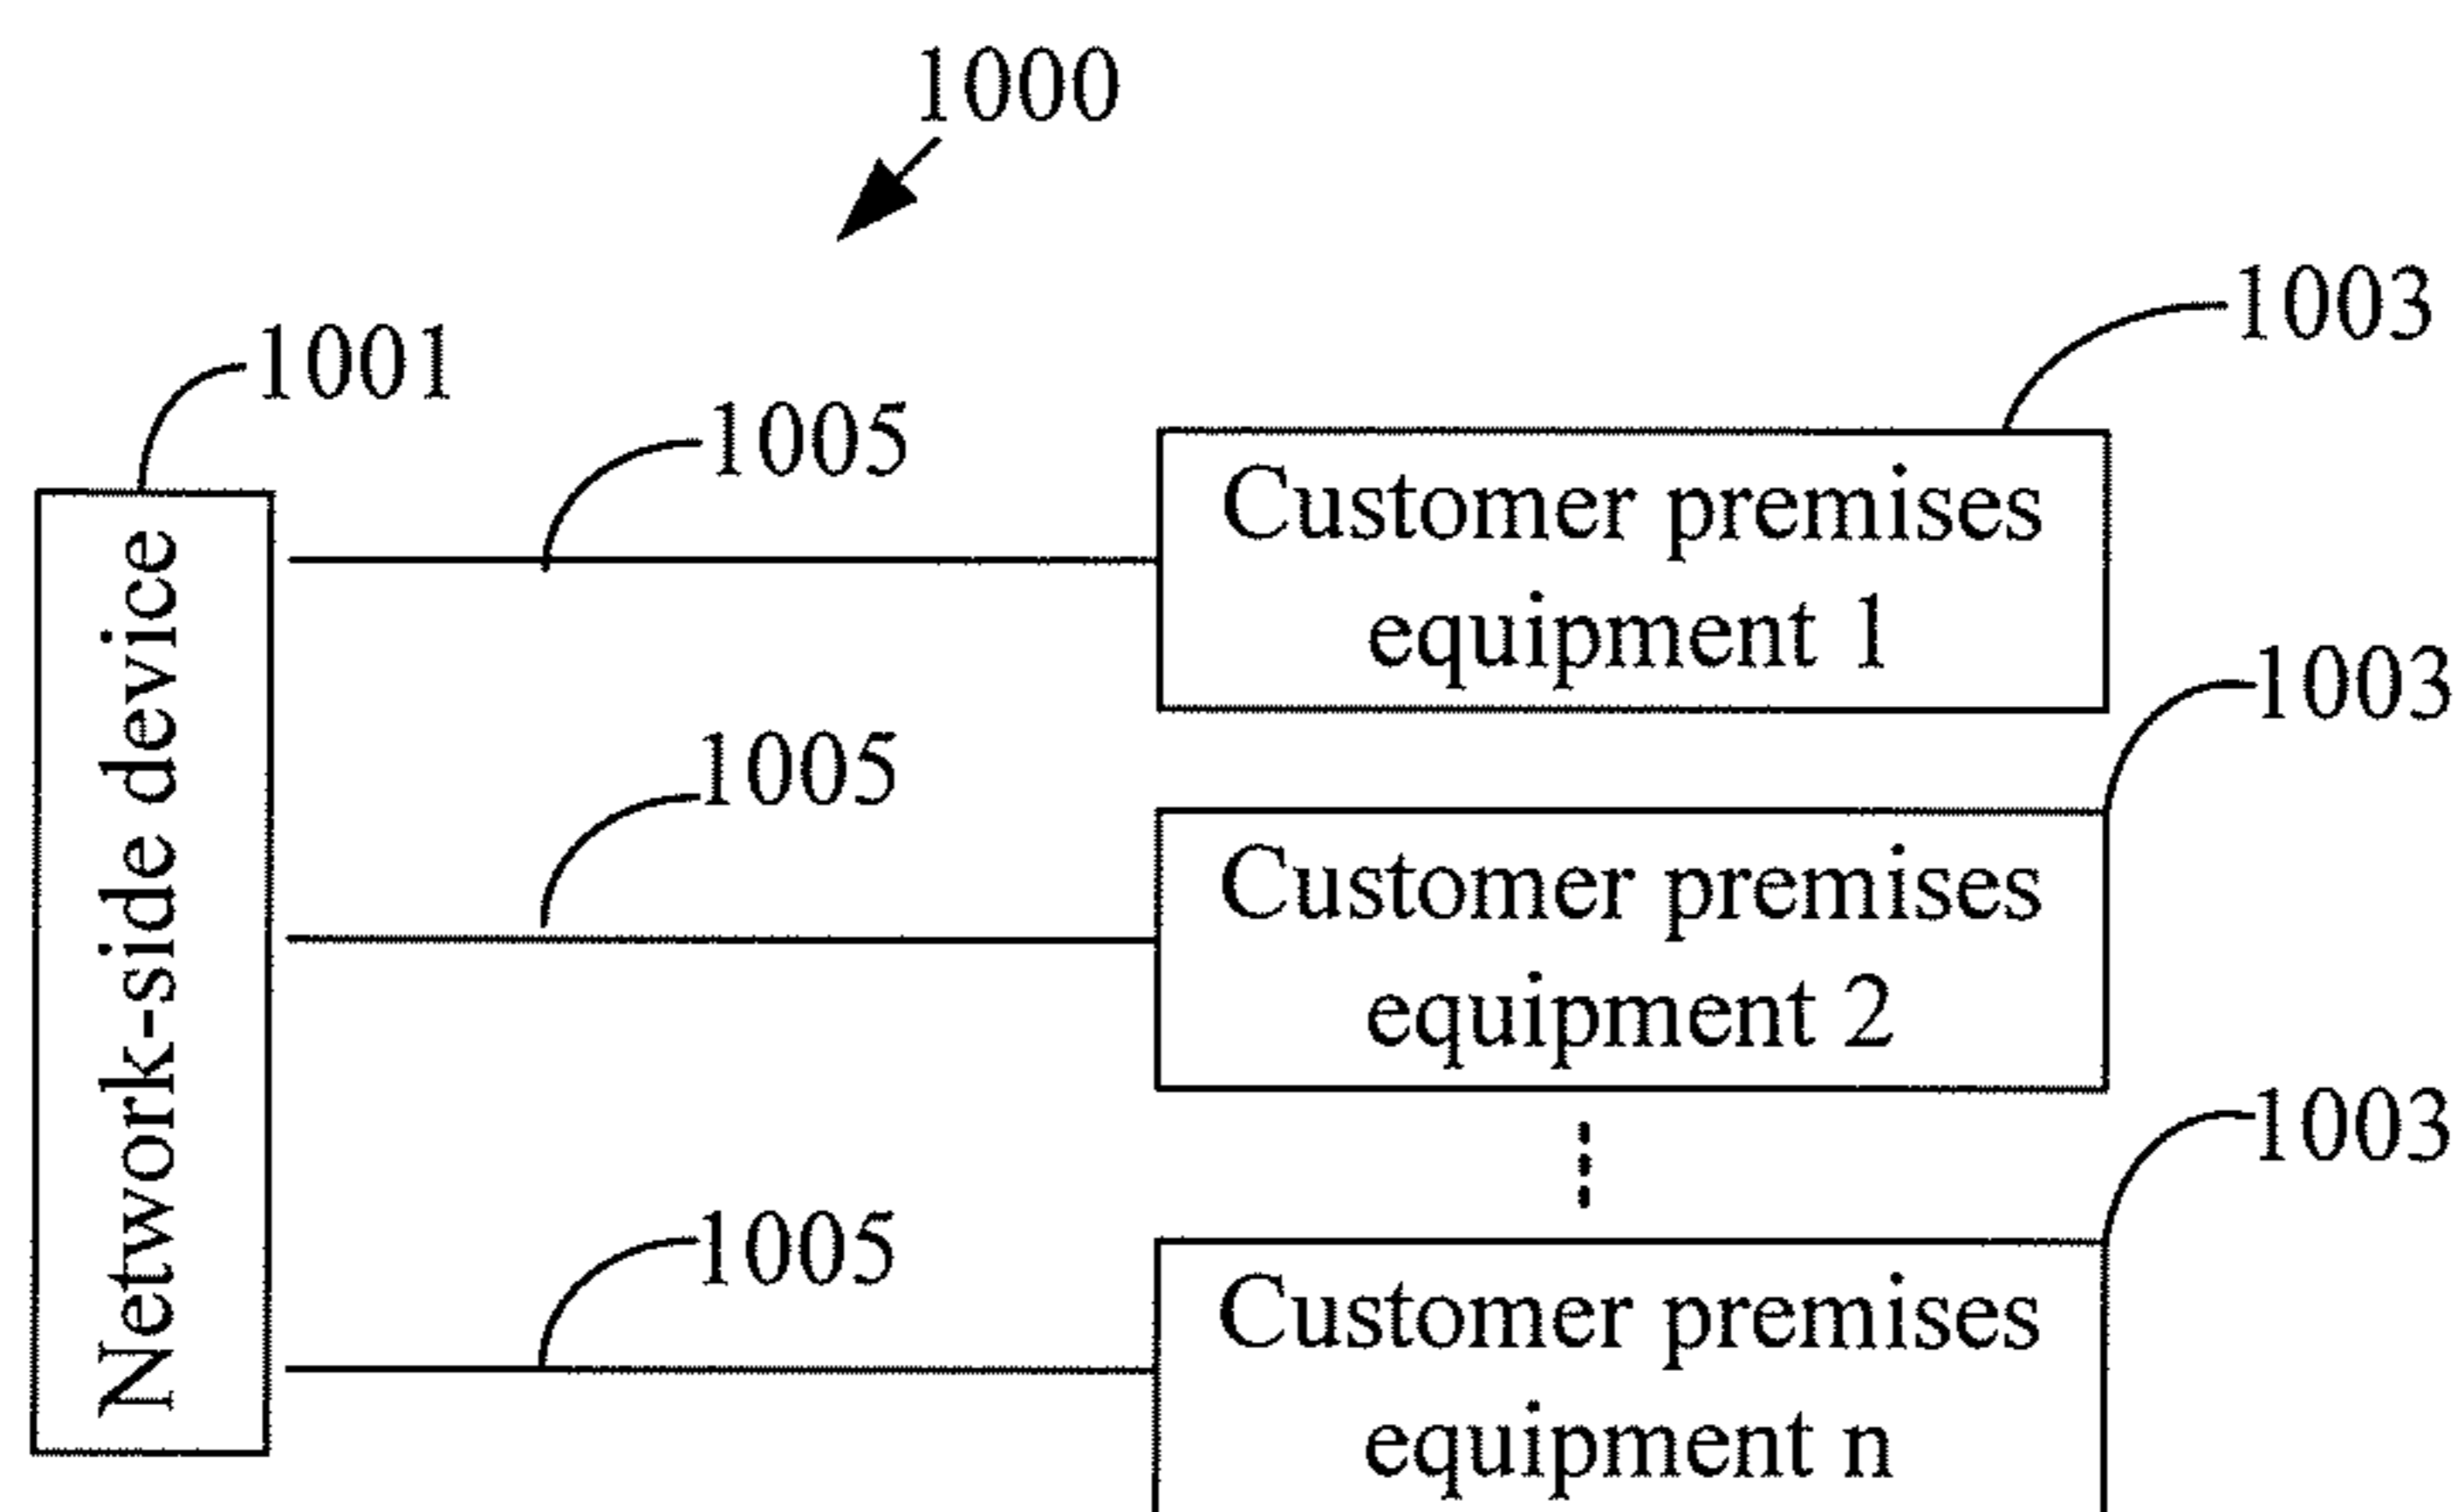 1000
1003
1001
1005
Customer premises
equipment 1
1003
1005
Customer premises
equipment 2
Network-side device
1003
1005
Customer premises
equipment n